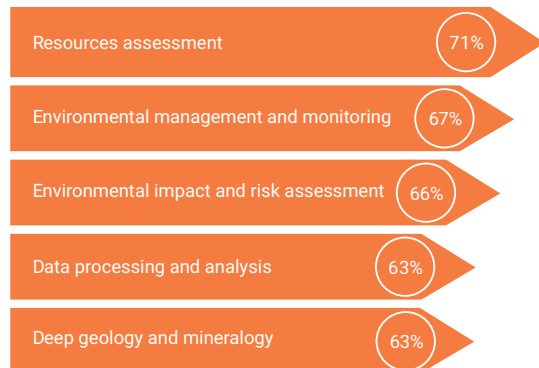 Resources assessment 71%
Environmental management and monitoring 67%
Environmental impact and risk assessment 66%
Data processing and analysis 63%
Deep geology and mineralogy 63%